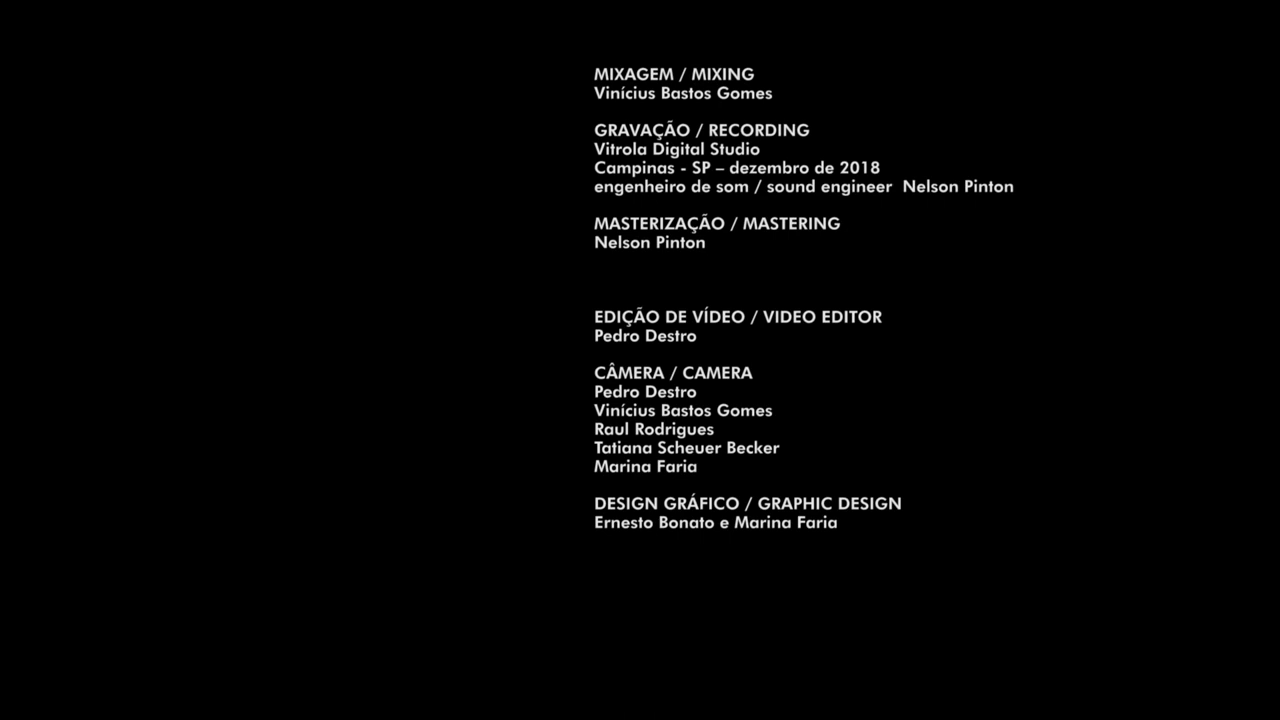 MIXAGEM / MIXING
Vinícius Bastos Gomes
GRAVAÇÃO / RECORDING
Vitrola Digital Studio
Campinas - SP – dezembro de 2018
engenheiro de som / sound engineer  Nelson Pinton
MASTERIZAÇÃO / MASTERING
Nelson Pinton
EDIÇÃO DE VÍDEO / VIDEO EDITOR
Pedro Destro
CÂMERA / CAMERA
Pedro Destro
Vinícius Bastos Gomes
Raul Rodrigues
Tatiana Scheuer Becker
Marina Faria
DESIGN GRÁFICO / GRAPHIC DESIGN
Ernesto Bonato e Marina Faria